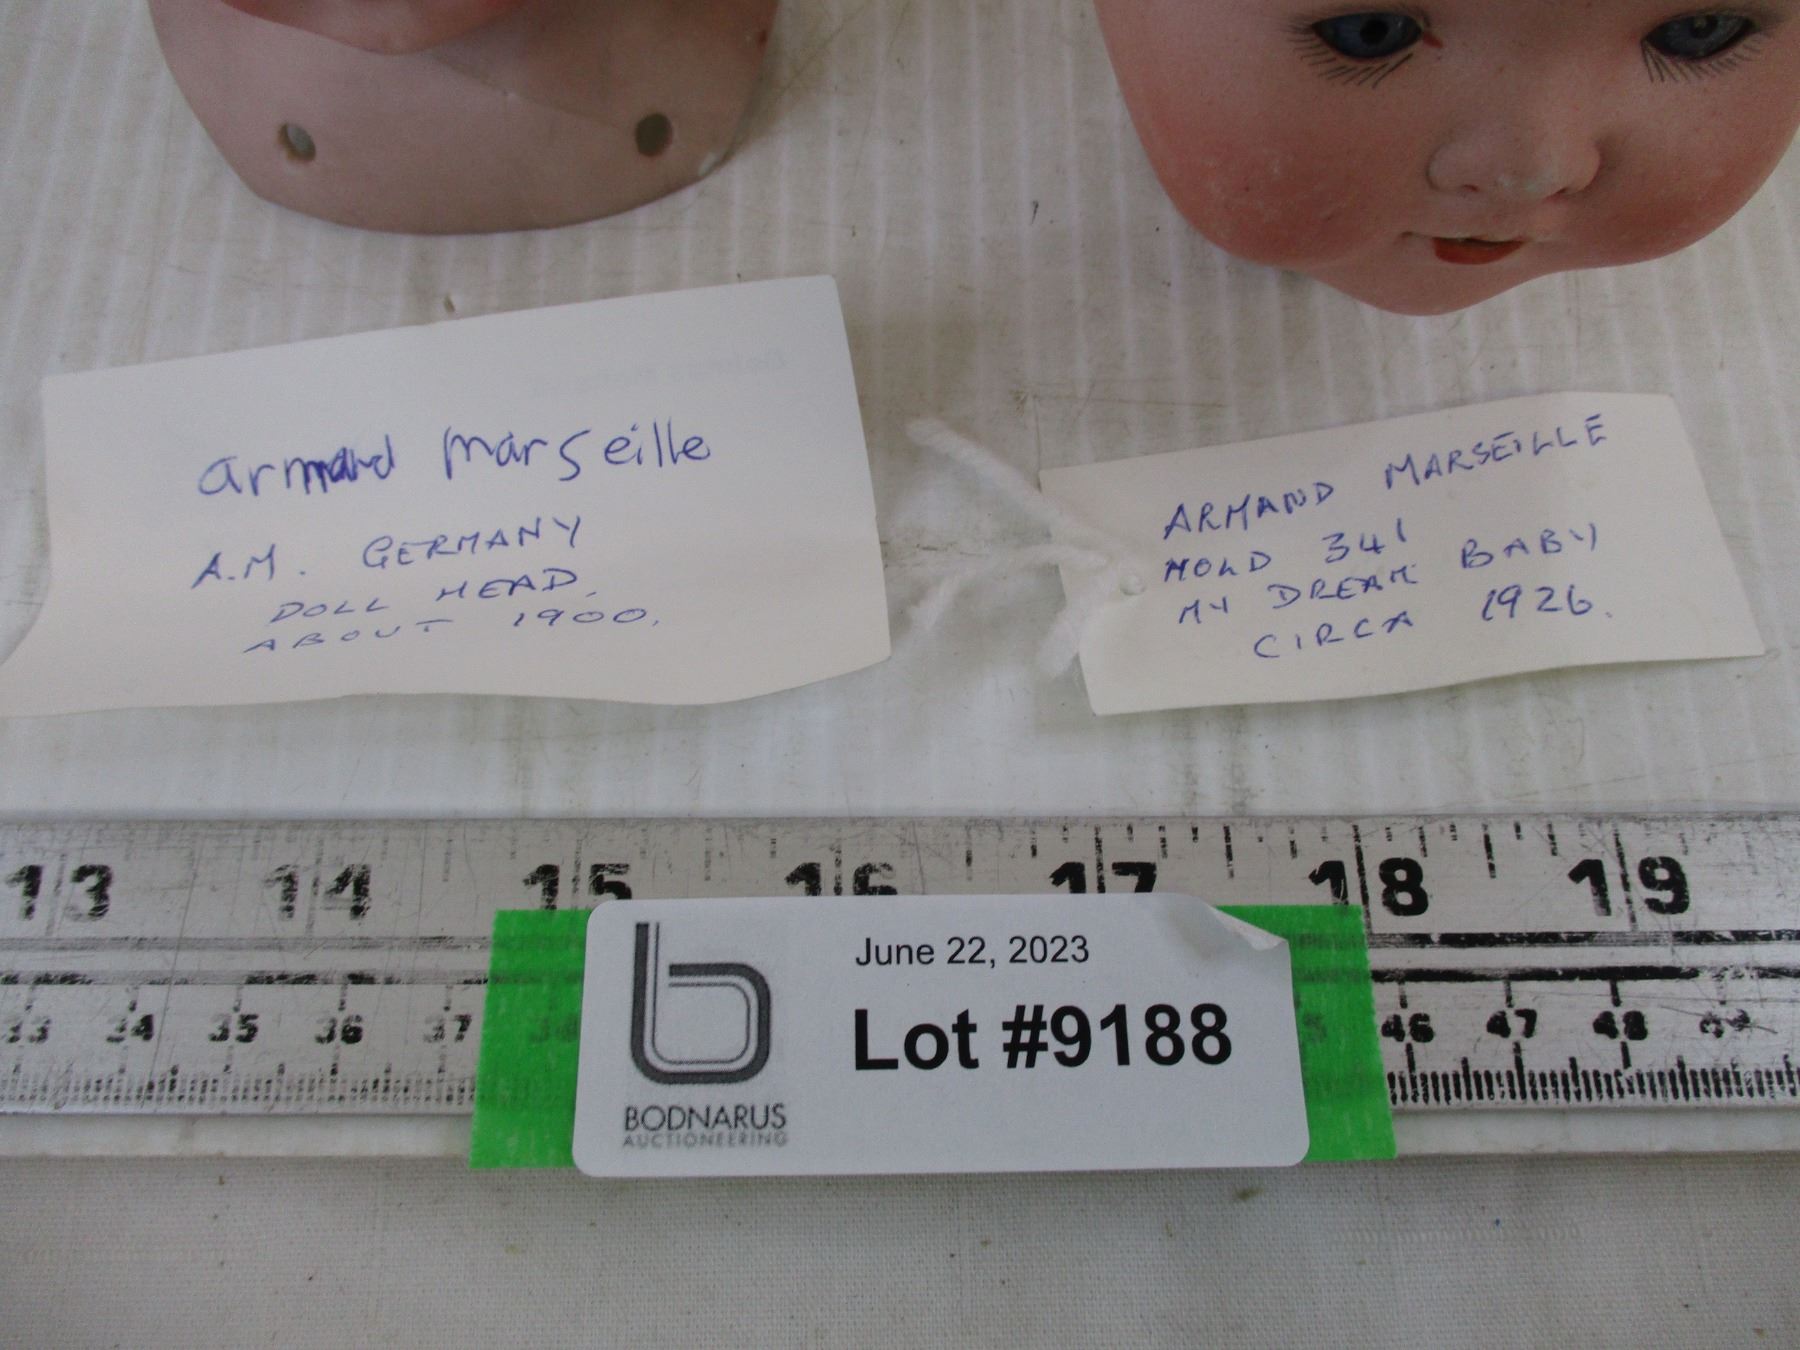 armand marseille
A.M. GERMANY
DOLL HEAD,
ABOUT 1900.
ARMAND MARSEILLE
MOLD 341
MY DREAM BABY
CIRCA 1926.
13 14 15 16 17 18 19
33 34 35 36 37 38 46 47 48
June 22, 2023
Lot #9188
BODNARUS
AUCTIONEERING